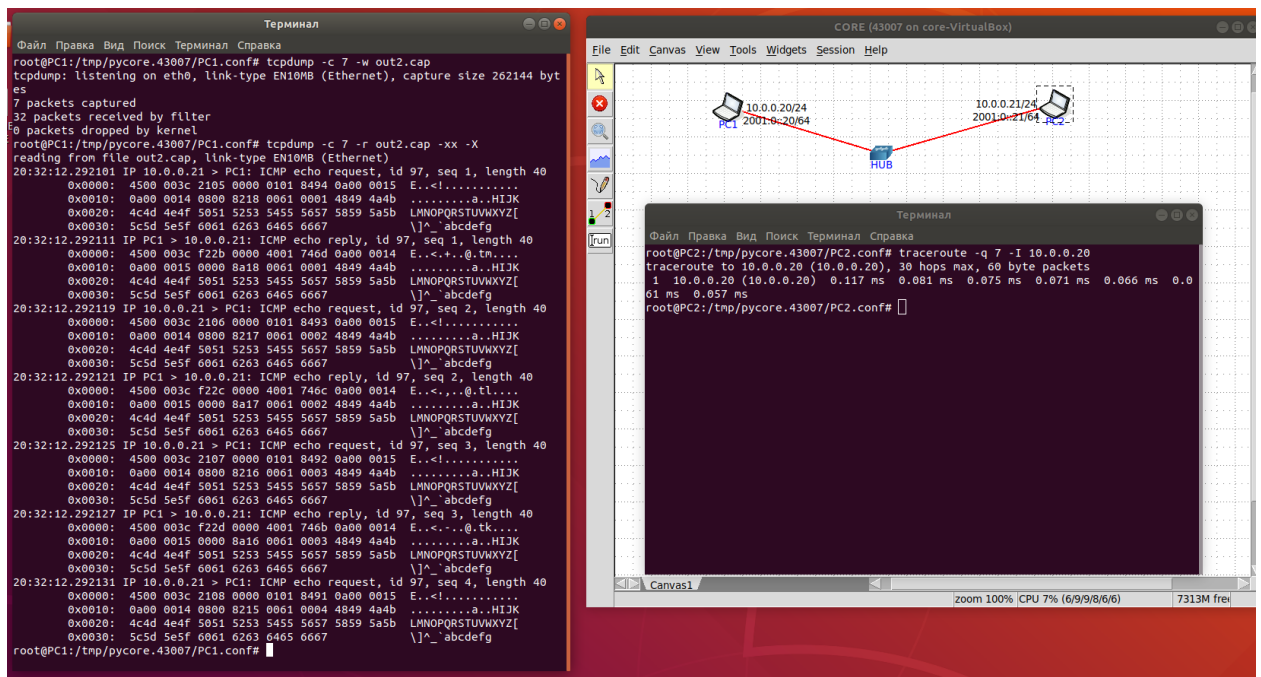 Терминал
Файл Правка Вид Поиск Терминал Справка
root@PC1:/tmp/pycore.43007/PC1.conf# tcpdump -c 7 -w out2.cap
tcpdump: listening on eth0, link-type EN10MB (Ethernet), capture size 262144 byt
es
7 packets captured
32 packets received by filter
0 packets dropped by kernel
root@PC1:/tmp/pycore.43007/PC1.conf# tcpdump -c 7 -r out2.cap -xx -X
reading from file out2.cap, link-type EN10MB (Ethernet)
20:32:12.292101 IP 10.0.0.21 > PC1: ICMP echo request, id 97, seq 1, length 40
0x0000: 4500 003c 2105 0000 0101 8494 0a00 0015 E..<!...........
0x0010: 0a00 0014 0800 8218 0061 0001 4849 4a4b .........a..HIJK
0x0020: 4c4d 4e4f 5051 5253 5455 5657 5859 5a5b LMNOPQRSTUVWXYZ[
0x0030: 5c5d 5e5f 6061 6263 6465 6667 \]^_`abcdefg
20:32:12.292111 IP PC1 > 10.0.0.21: ICMP echo reply, id 97, seq 1, length 40
0x0000: 4500 003c f22b 0000 4001 746d 0a00 0014 E..<.+..@.tm....
0x0010: 0a00 0015 0000 8a18 0061 0001 4849 4a4b .........a..HIJK
0x0020: 4c4d 4e4f 5051 5253 5455 5657 5859 5a5b LMNOPQRSTUVWXYZ[
0x0030: 5c5d 5e5f 6061 6263 6465 6667 \]^_`abcdefg
20:32:12.292119 IP 10.0.0.21 > PC1: ICMP echo request, id 97, seq 2, length 40
0x0000: 4500 003c 2106 0000 0101 8493 0a00 0015 E..<!...........
0x0010: 0a00 0014 0800 8217 0061 0002 4849 4a4b .........a..HIJK
0x0020: 4c4d 4e4f 5051 5253 5455 5657 5859 5a5b LMNOPQRSTUVWXYZ[
0x0030: 5c5d 5e5f 6061 6263 6465 6667 \]^_`abcdefg
20:32:12.292121 IP PC1 > 10.0.0.21: ICMP echo reply, id 97, seq 2, length 40
0x0000: 4500 003c f22c 0000 4001 746c 0a00 0014 E..<.,..@.tl....
0x0010: 0a00 0015 0000 8a17 0061 0002 4849 4a4b .........a..HIJK
0x0020: 4c4d 4e4f 5051 5253 5455 5657 5859 5a5b LMNOPQRSTUVWXYZ[
0x0030: 5c5d 5e5f 6061 6263 6465 6667 \]^_`abcdefg
20:32:12.292125 IP 10.0.0.21 > PC1: ICMP echo request, id 97, seq 3, length 40
0x0000: 4500 003c 2107 0000 0101 8492 0a00 0015 E..<!...........
0x0010: 0a00 0014 0800 8216 0061 0003 4849 4a4b .........a..HIJK
0x0020: 4c4d 4e4f 5051 5253 5455 5657 5859 5a5b LMNOPQRSTUVWXYZ[
0x0030: 5c5d 5e5f 6061 6263 6465 6667 \]^_`abcdefg
20:32:12.292127 IP PC1 > 10.0.0.21: ICMP echo reply, id 97, seq 3, length 40
0x0000: 4500 003c f22d 0000 4001 746b 0a00 0014 E..<.-..@.tk....
0x0010: 0a00 0015 0000 8a16 0061 0003 4849 4a4b .........a..HIJK
0x0020: 4c4d 4e4f 5051 5253 5455 5657 5859 5a5b LMNOPQRSTUVWXYZ[
0x0030: 5c5d 5e5f 6061 6263 6465 6667 \]^_`abcdefg
20:32:12.292131 IP 10.0.0.21 > PC1: ICMP echo request, id 97, seq 4, length 40
0x0000: 4500 003c 2108 0000 0101 8491 0a00 0015 E..<!...........
0x0010: 0a00 0014 0800 8215 0061 0004 4849 4a4b .........a..HIJK
0x0020: 4c4d 4e4f 5051 5253 5455 5657 5859 5a5b LMNOPQRSTUVWXYZ[
0x0030: 5c5d 5e5f 6061 6263 6465 6667 \]^_`abcdefg
root@PC1:/tmp/pycore.43007/PC1.conf#
CORE (43007 on core-VirtualBox)
File Edit Canvas View Tools Widgets Session Help
10.0.0.20/24
2001:0::20/64
PC1
10.0.0.21/24
2001:0::21/64
PC2
HUB
1 2
run
Терминал
Файл Правка Вид Поиск Терминал Справка
root@PC2:/tmp/pycore.43007/PC2.conf# traceroute -q 7 -I 10.0.0.20
traceroute to 10.0.0.20 (10.0.0.20), 30 hops max, 60 byte packets
1 10.0.0.20 (10.0.0.20) 0.117 ms 0.081 ms 0.075 ms 0.071 ms 0.066 ms 0.0
61 ms 0.057 ms
root@PC2:/tmp/pycore.43007/PC2.conf#
Canvas1
zoom 100% CPU 7% (6/9/9/8/6/6) 7313M free